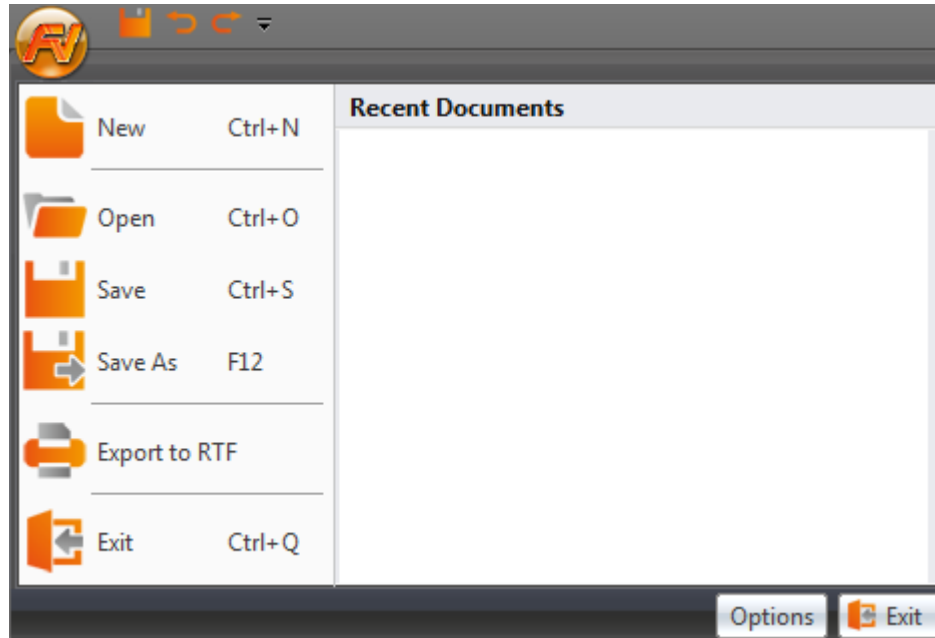 Recent Documents
New Ctrl+N
Open Ctrl+O
Save Ctrl+S
Save As F12
Export to RTF
Exit Ctrl+Q
Options Exit